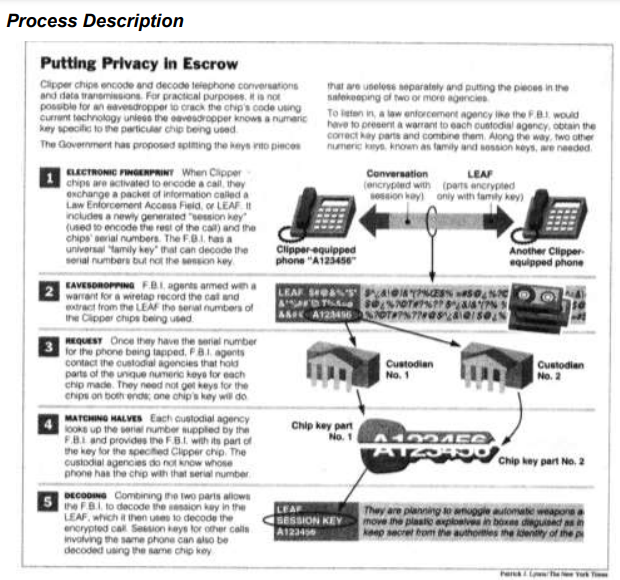 Process Description
Putting Privacy in Escrow
Clipper chips encode and decode telephone conversations
and data transmissions. For practical purposes, it is not
possible for an eavesdropper to crack the chip's code using
current technology unless the eavesdropper knows a numeric
key specific to the particular chip being used.
The Government has proposed splitting the keys into pieces
that are useless separately and putting the pieces in the
safekeeping of two or more agencies.
To listen in, a law enforcement agency like the F.B.I. would
have to present a warrant to each custodial agency, obtain the
correct key parts and combine them. Along the way, two other
numeric keys, known as family and session keys, are needed.
1
ELECTRONIC FINGERPRINT When Clipper
chips are activated to encode a call, they
exchange a packet of information called a
Law Enforcement Access Field, or LEAF. It
includes a newly generated "session key"
(used to encode the rest of the call) and the
chips' serial numbers. The F.B.I. has a
universal "family key" that can decode the
serial numbers but not the session key.
Conversation
(encrypted with
session key)
LEAF
(parts encrypted
only with family key)
Clipper-equipped
phone "A123456"
Another Clipper-
equipped phone
2
EAVESDROPPING F.B.I. agents armed with a
warrant for a wiretap record the call and
extract from the LEAF the serial numbers of
the Clipper chips being used.
LEAF
A123456
3
REQUEST Once they have the serial number
for the phone being tapped, F.B.I. agents
contact the custodial agencies that hold
parts of the unique numeric keys for each
chip made. They need not get keys for the
chips on both ends; one chip's key will do.
Custodian
No. 1
Custodian
No. 2
4
MATCHING HALVES Each custodial agency
looks up the serial number supplied by the
F.B.I. and provides the F.B.I. with its part of
the key for the specified Clipper chip. The
custodial agencies do not know whose
phone has the chip with that serial number.
Chip key part
No. 1
A123456
Chip key part No. 2
5
DECODING Combining the two parts allows
the F.B.I. to decode the session key in the
LEAF, which it then uses to decode the
encrypted call. Session keys for other calls
involving the same phone can also be
decoded using the same chip key.
LEAF
SESSION KEY
A123456
They are planning to smuggle automatic weapons a
move the plastic explosives in boxes disguised as in
keep secret from the authorities the identity of the
Patrick J. Lyons/The New York Times